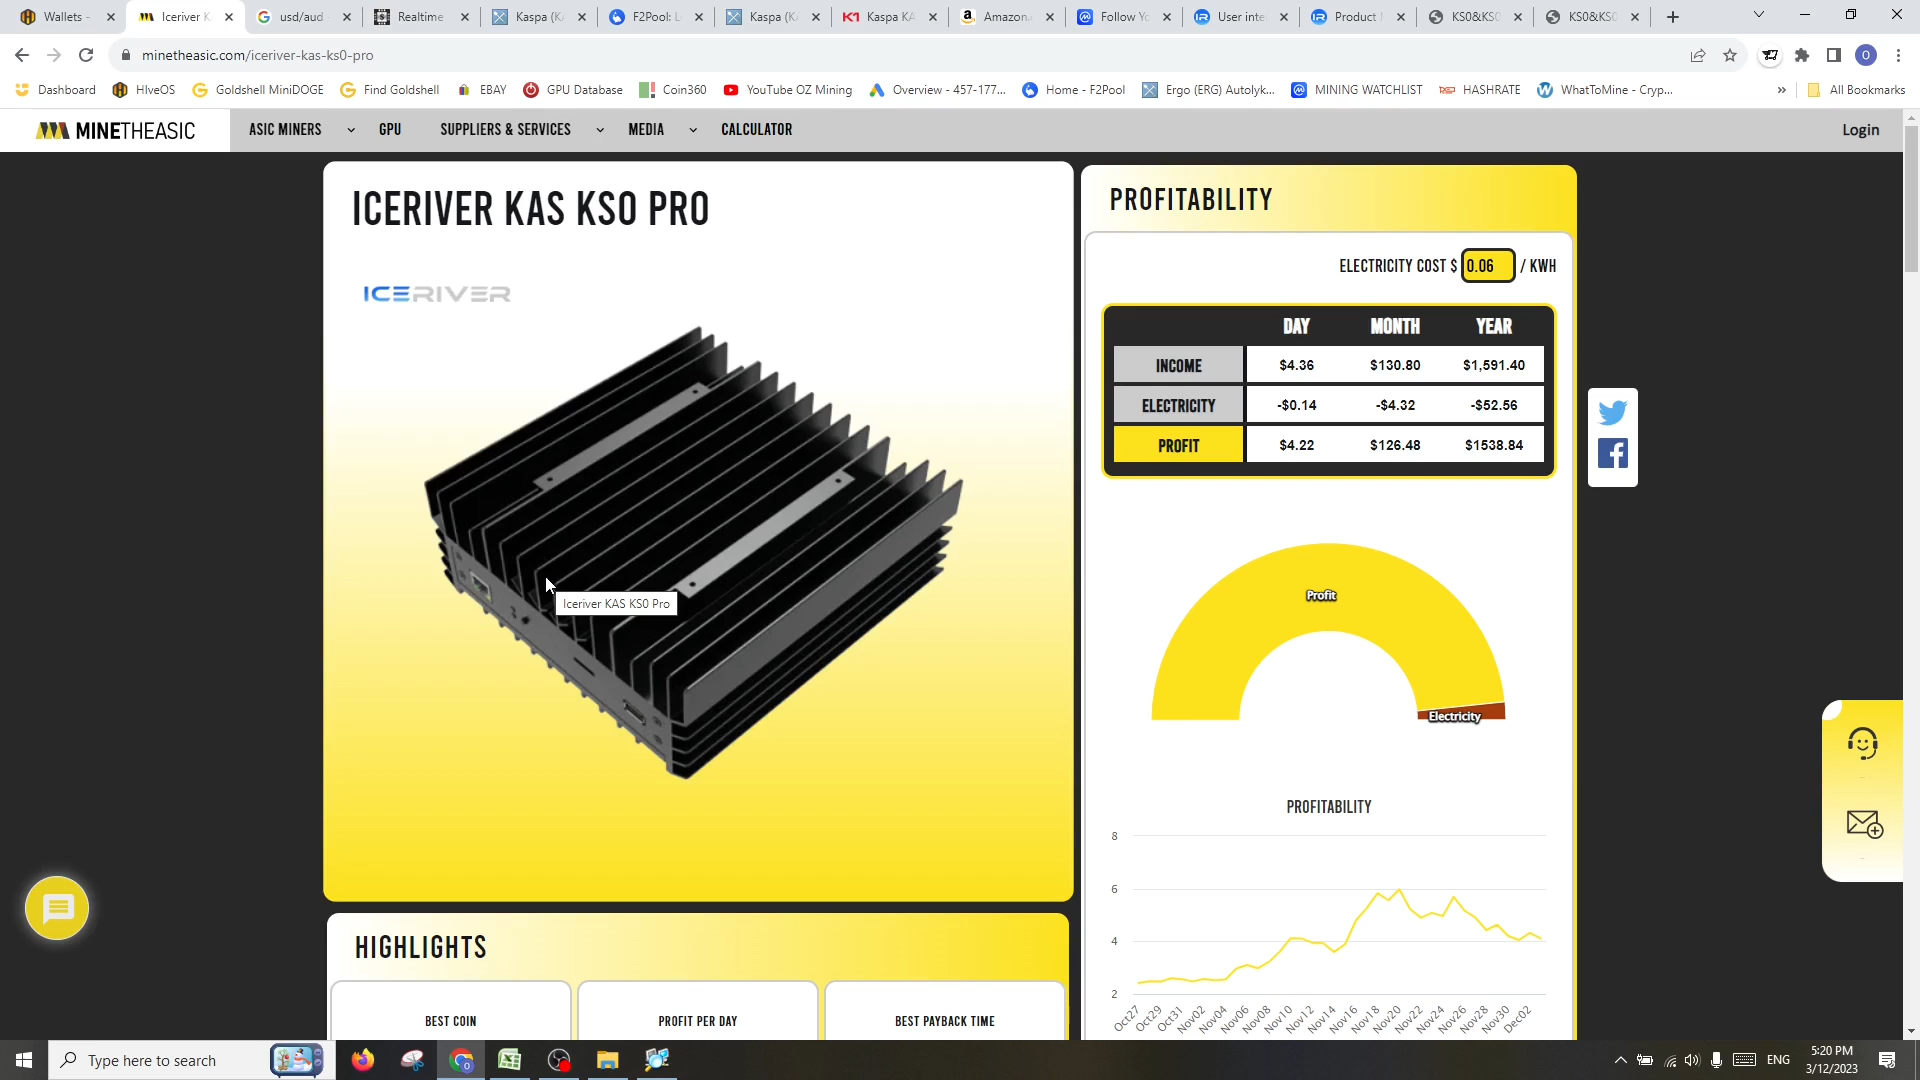 Wallets -
Iceriver K
usd/aud
Realtime
Kaspa (KA
F2Pool: L
Kaspa (KA
Kaspa KA
Amazon.
Follow Yo
User inte
Product
KS0&KS0
KS0&KS0
minetheasic.com/iceriver-kas-ks0-pro
O
Dashboard
HIveOS
Goldshell MiniDOGE
Find Goldshell
EBAY
GPU Database
Coin360
YouTube OZ Mining
Overview - 457-177...
Home - F2Pool
Ergo (ERG) Autolyk...
MINING WATCHLIST
HASHRATE
WhatToMine - Cryp...
»
All Bookmarks
MINETHEASIC
ASIC MINERS
GPU
SUPPLIERS & SERVICES
MEDIA
CALCULATOR
Login
ICERIVER KAS KS0 PRO
ICERIVER
Iceriver KAS KS0 Pro
PROFITABILITY
ELECTRICITY COST $ 0.06 / KWH
DAY MONTH YEAR
INCOME $4.36 $130.80 $1,591.40
ELECTRICITY -$0.14 -$4.32 -$52.56
PROFIT $4.22 $126.48 $1538.84
Profit
Electricity
PROFITABILITY
8
6
4
2
Oct27 Oct29 Oct31 Nov02 Nov04 Nov06 Nov08 Nov10 Nov12 Nov14 Nov16 Nov18 Nov20 Nov22 Nov24 Nov26 Nov28 Nov30 Dec02
HIGHLIGHTS
BEST COIN
PROFIT PER DAY
BEST PAYBACK TIME
Type here to search
ENG
5:20 PM
3/12/2023